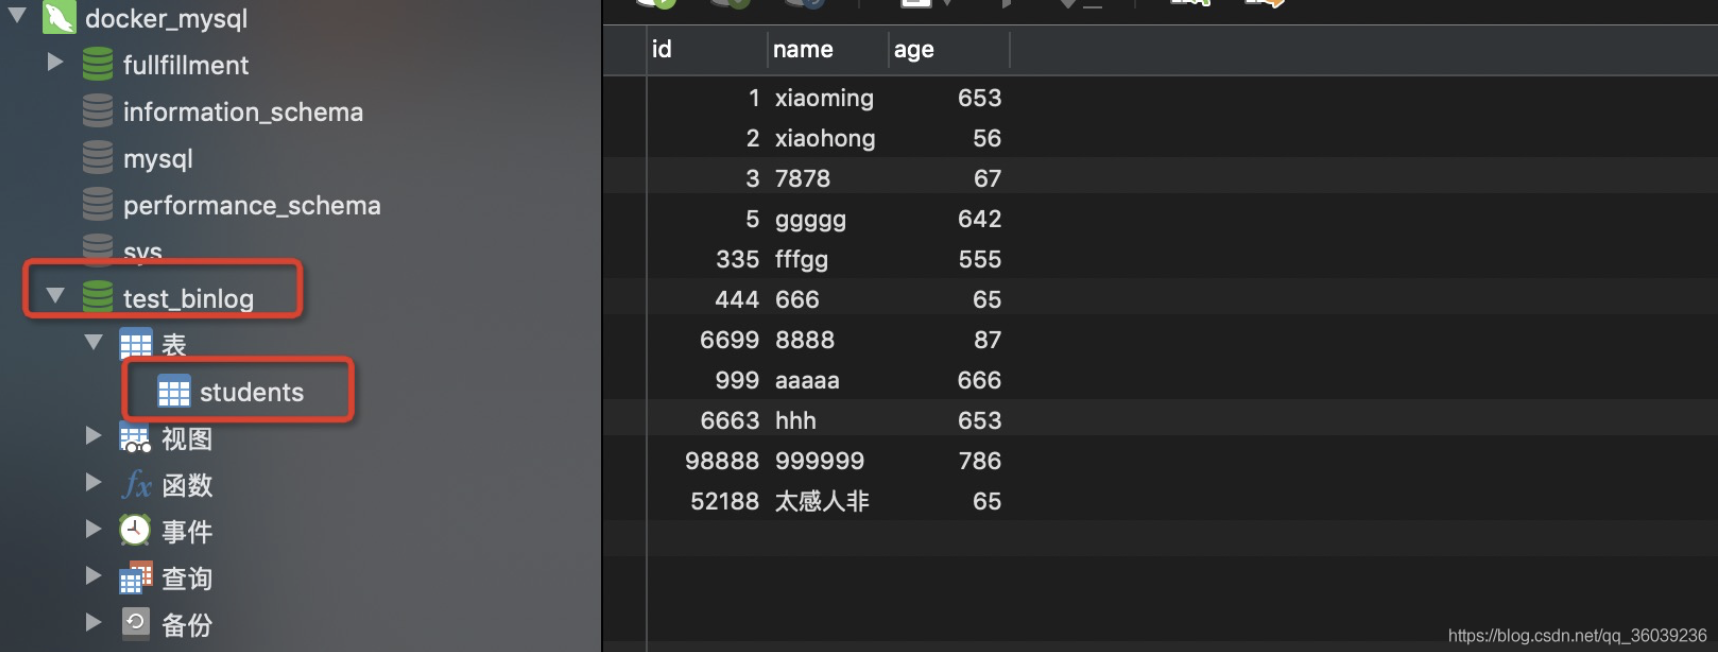 docker_mysql
fullfillment
information_schema
mysql
performance_schema
sys
test_binlog
表
students
视图
fx 函数
事件
查询
备份
id name age
1 xiaoming 653
2 xiaohong 56
3 7878 67
5 ggggg 642
335 fffgg 555
444 666 65
6699 8888 87
999 aaaaa 666
6663 hhh 653
98888 999999 786
52188 太感人非 65
https://blog.csdn.net/qq_36039236